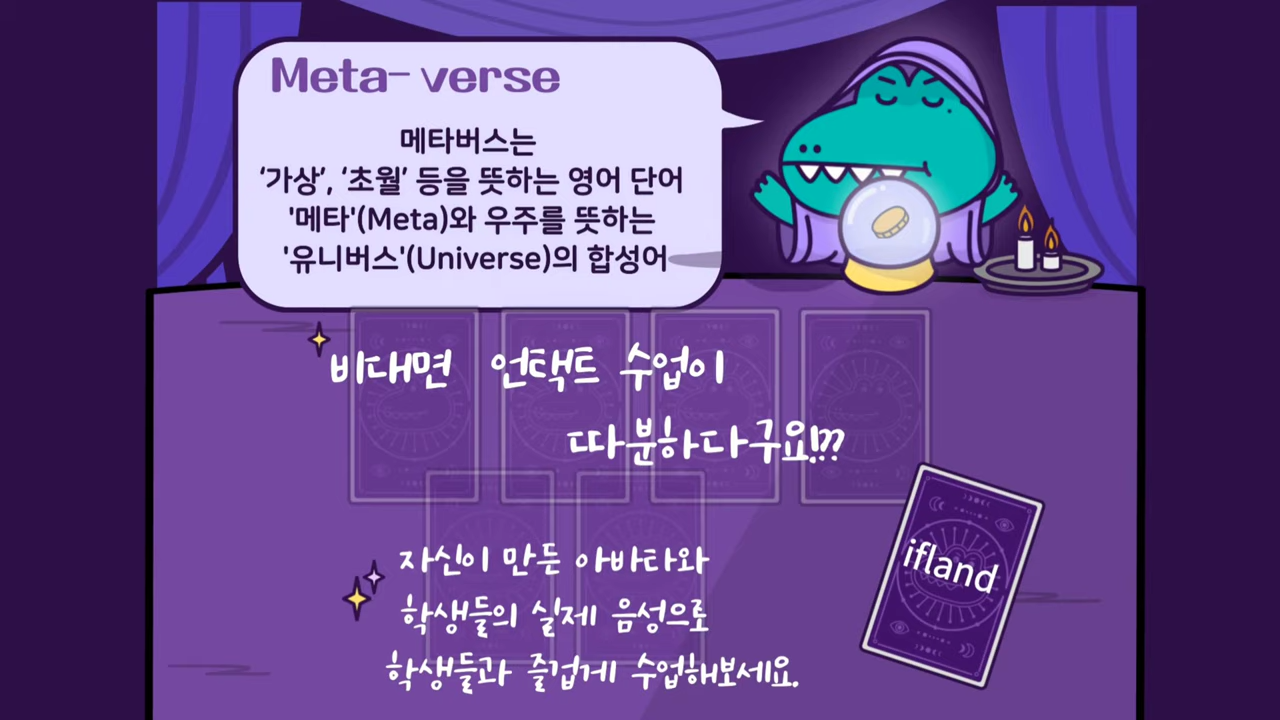 Meta- verse
메타버스는
‘가상’, ‘초월’ 등을 뜻하는 영어 단어
'메타'(Meta)와 우주를 뜻하는
'유니버스'(Universe)의 합성어
비대면 언택트 수업이
따분하다구요!??
ifland
자신이 만든 아바타와
학생들의 실제 음성으로
학생들과 즐겁게 수업해보세요.